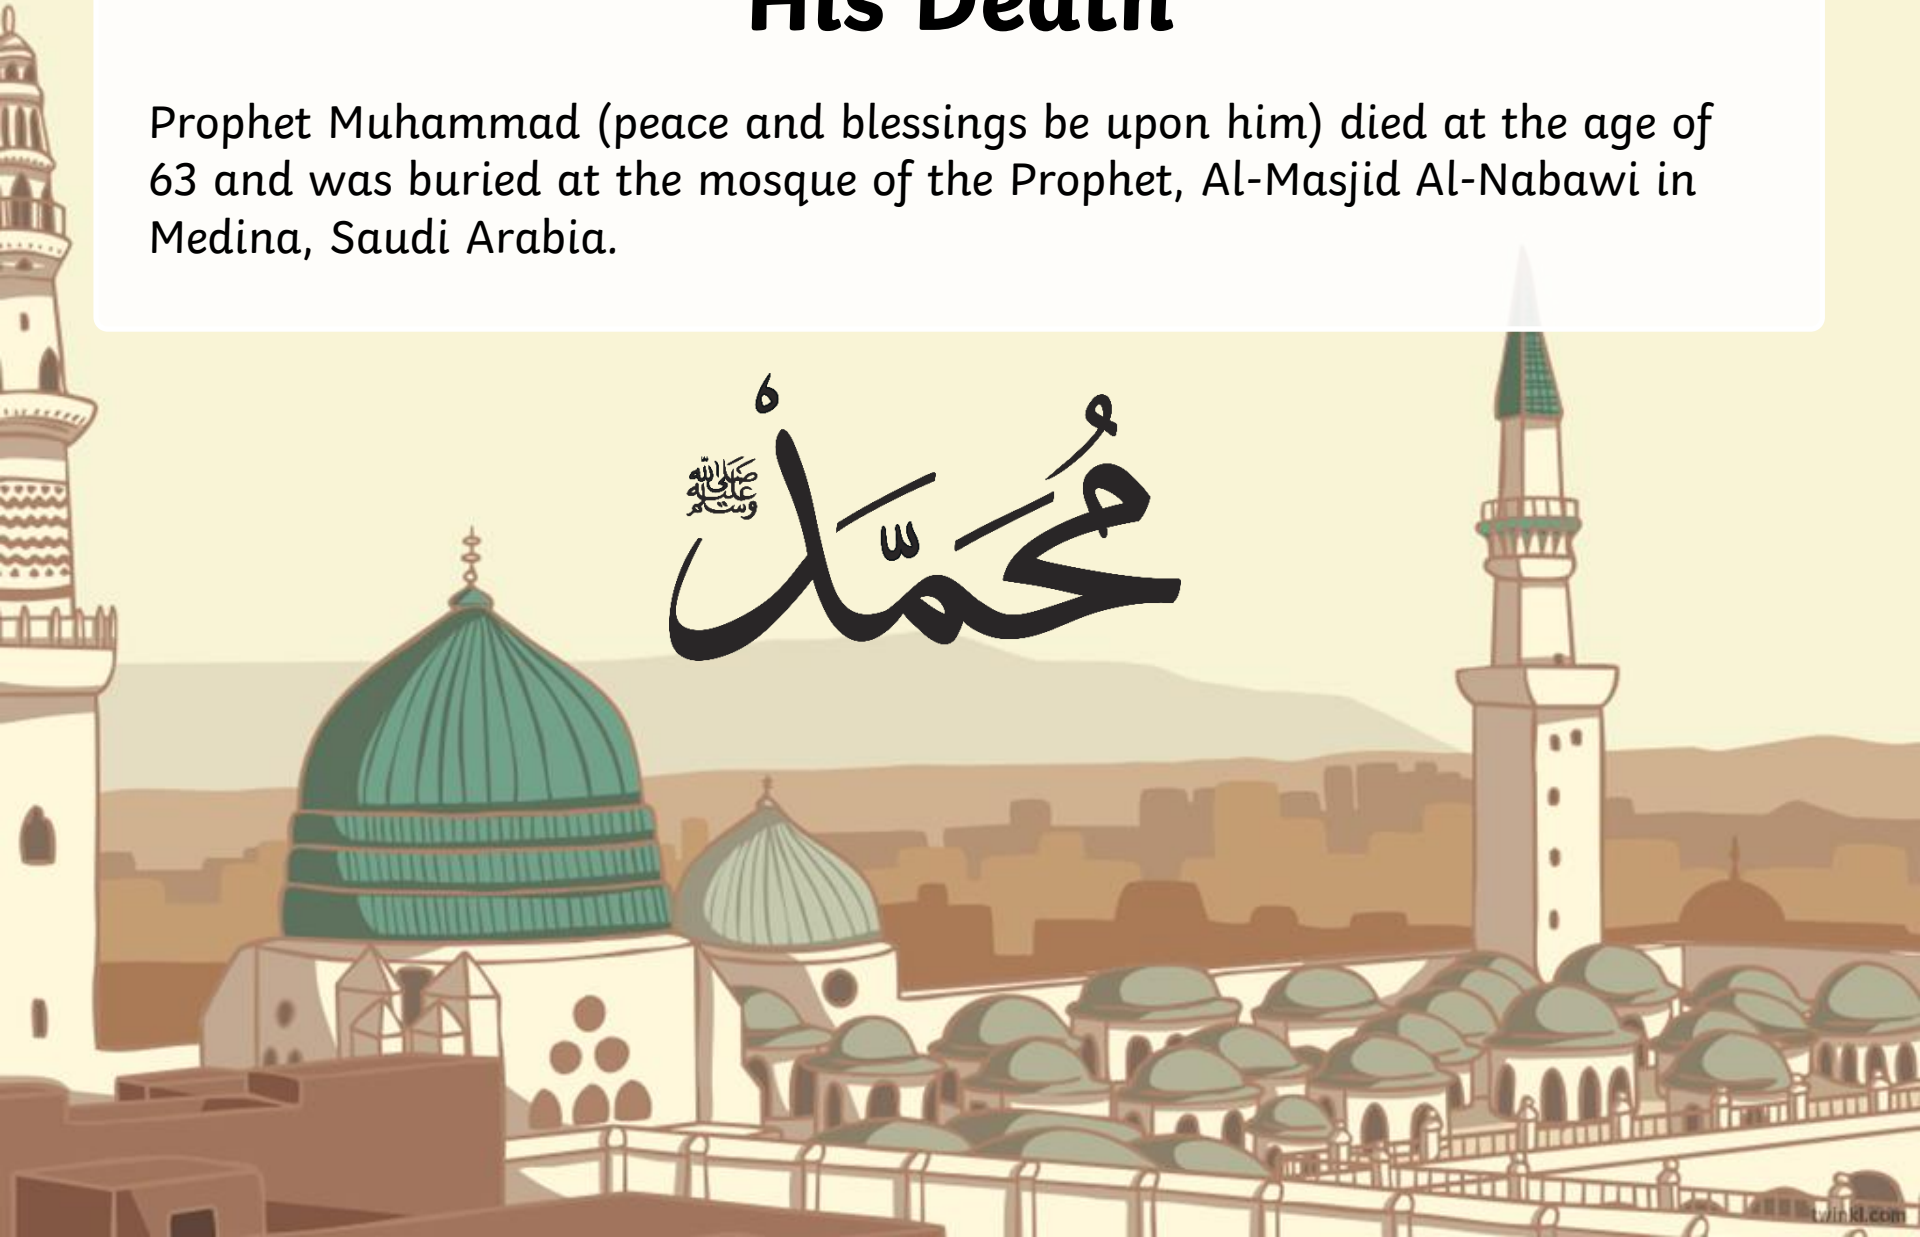 His Death
Prophet Muhammad (peace and blessings be upon him) died at the age of
63 and was buried at the mosque of the Prophet, Al-Masjid Al-Nabawi in
Medina, Saudi Arabia.
مُحَمَّدْ
صلى الله
عليه
وسلم
twinkl.com